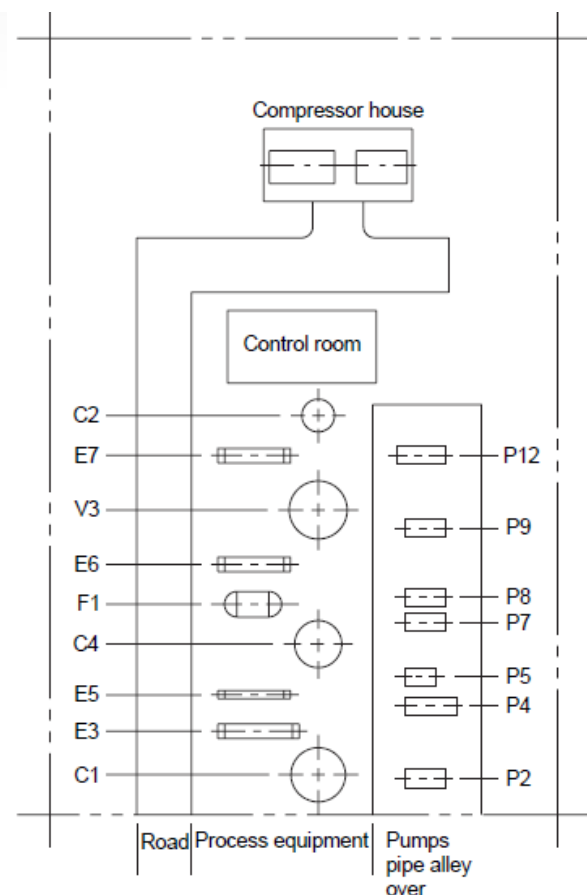 Compressor house
Control room
C2
E7
P12
V3
P9
E6
F1
P8
P7
C4
P5
E5
P4
E3
C1
P2
Road
Process equipment
Pumps
pipe alley
over